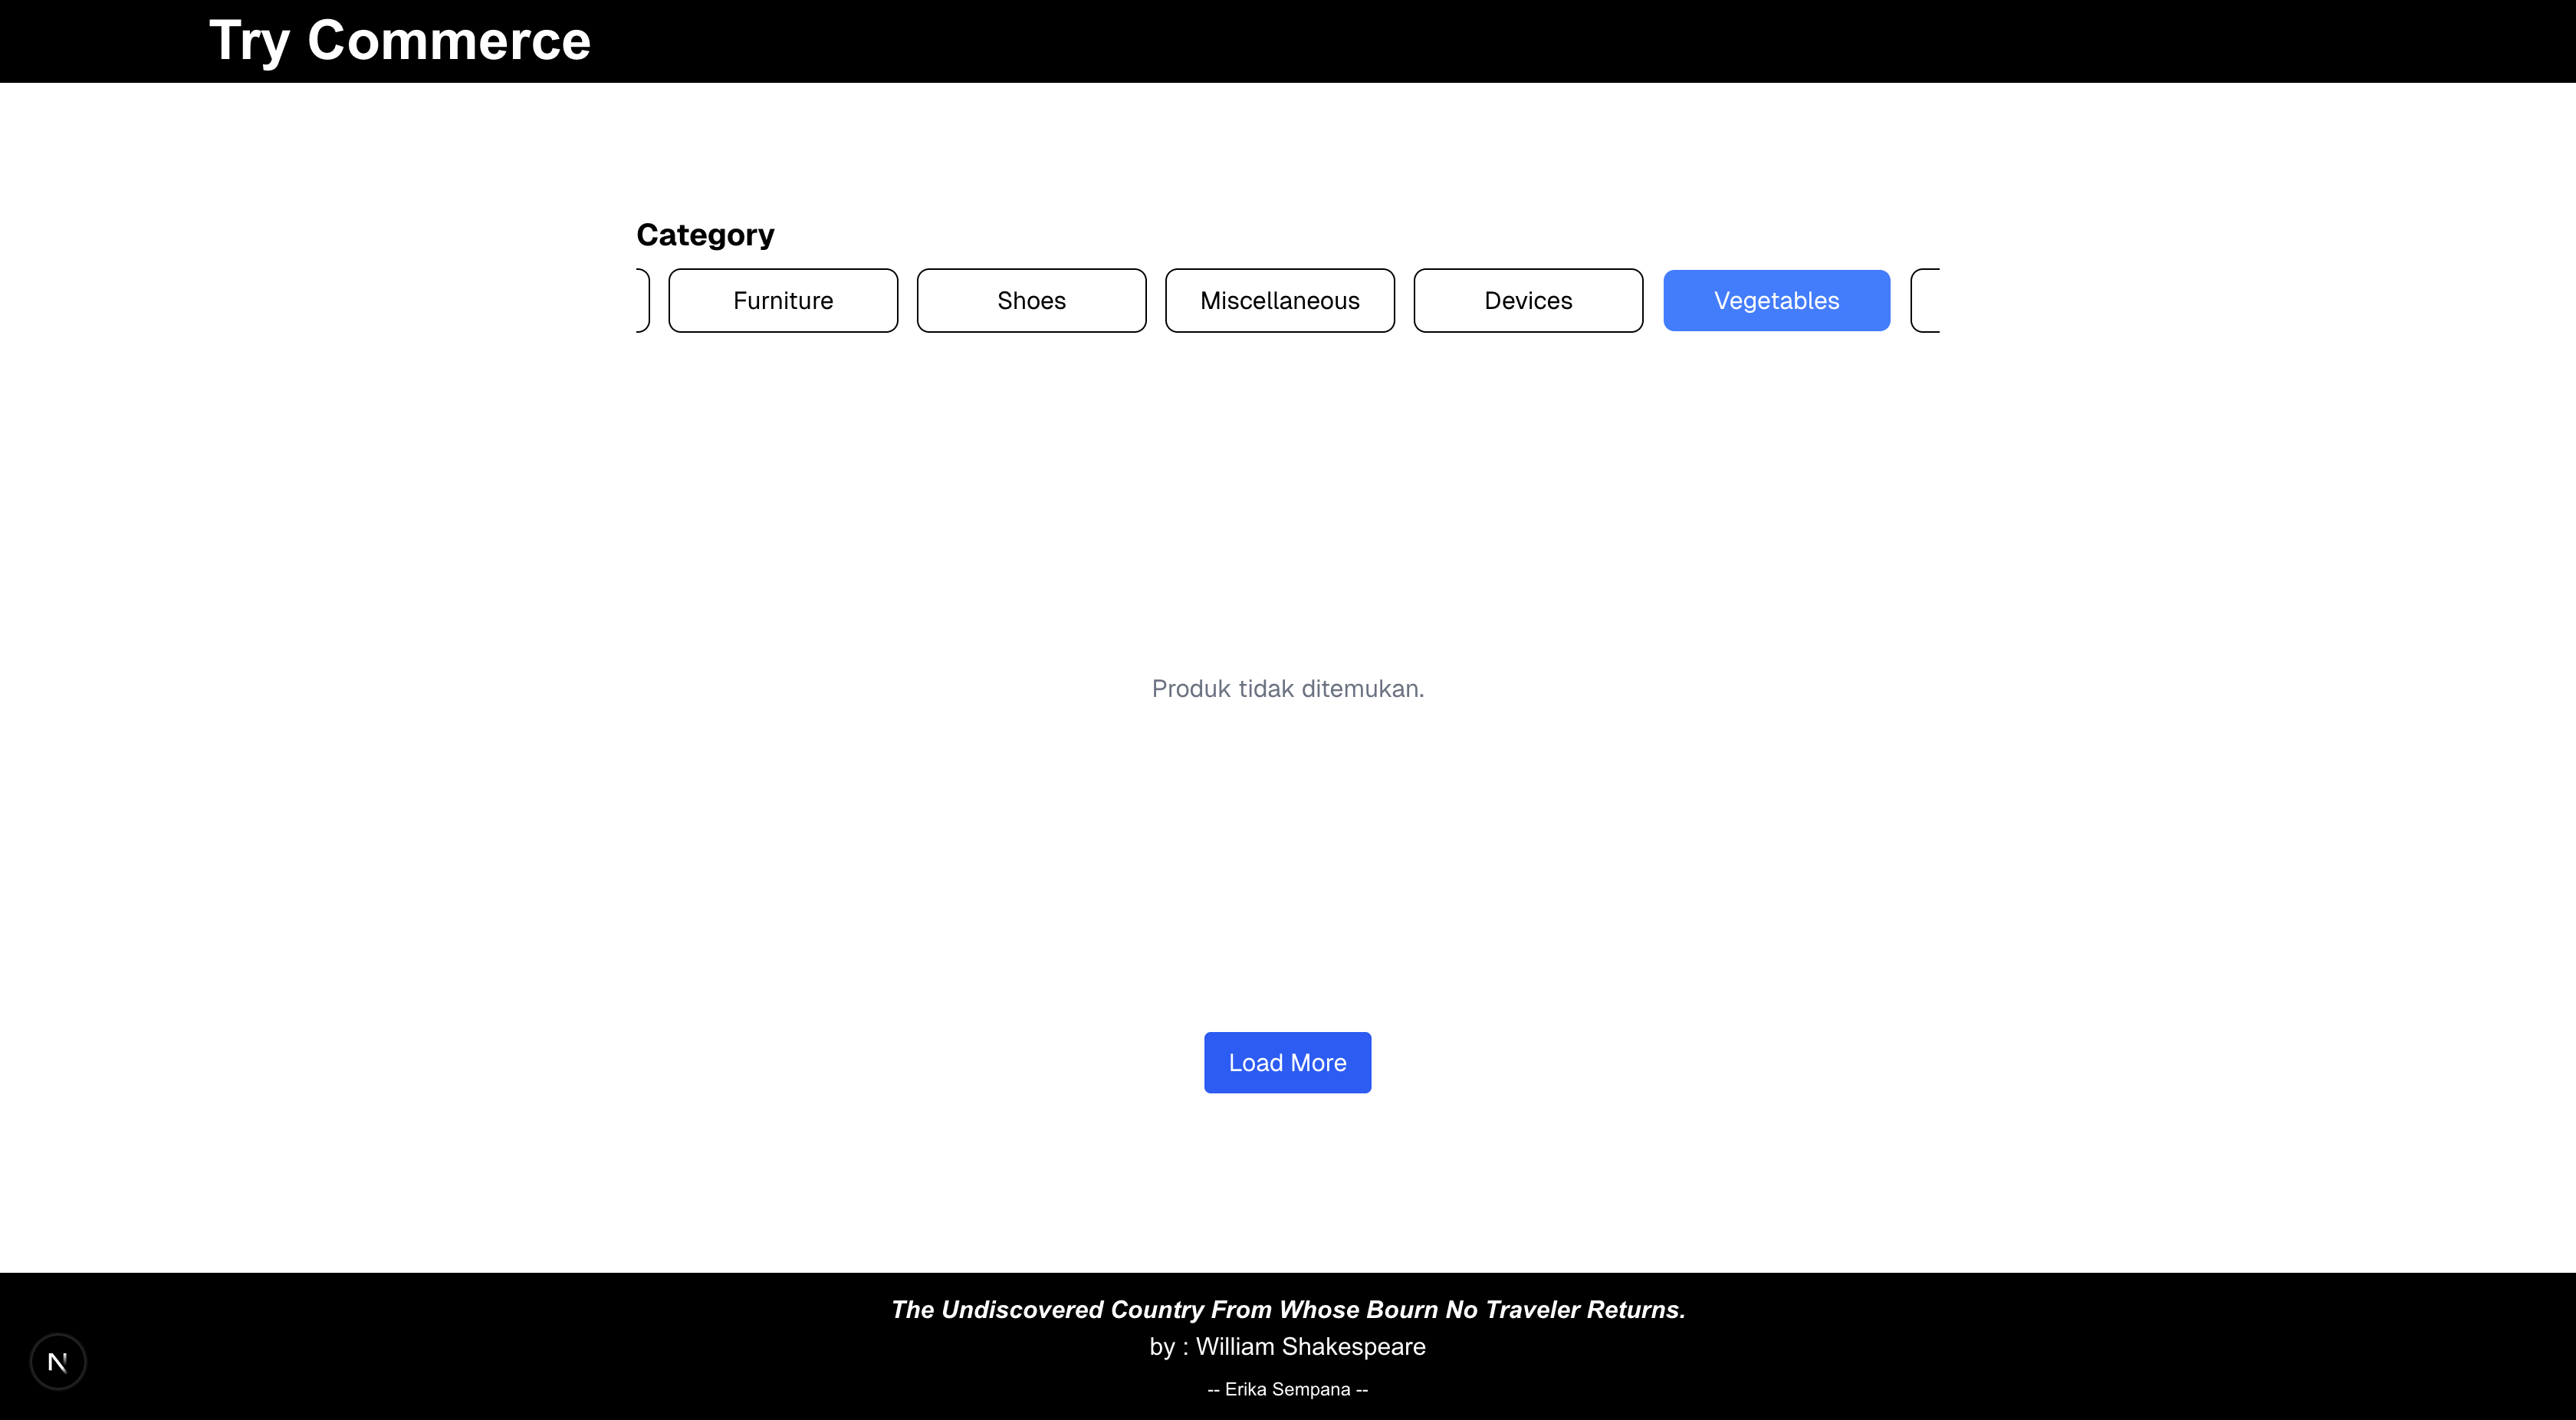 Try Commerce
Category
Furniture Shoes Miscellaneous Devices Vegetables
Produk tidak ditemukan.
Load More
The Undiscovered Country From Whose Bourn No Traveler Returns.
by : William Shakespeare
N
-- Erika Sempana --